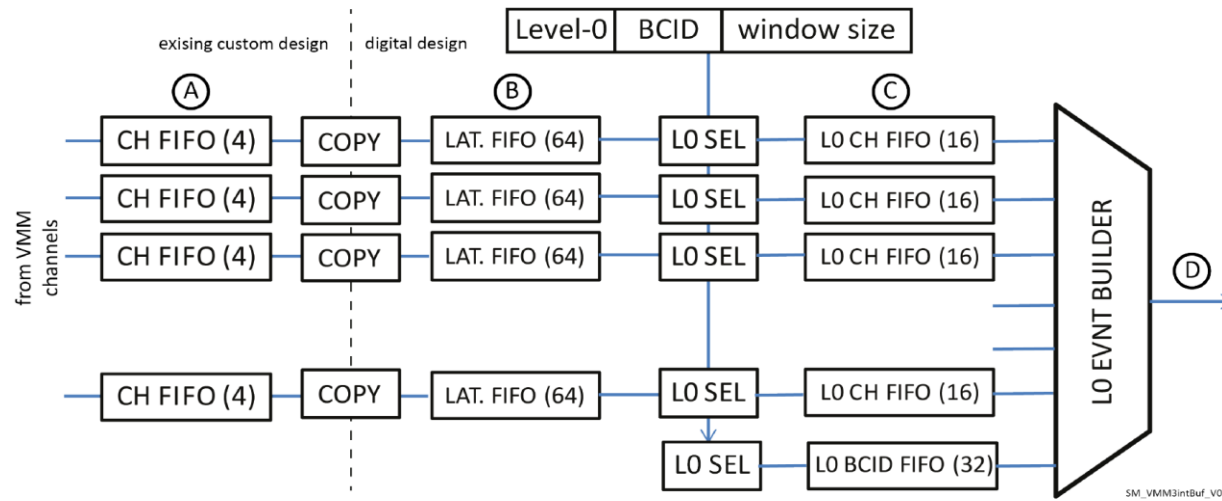 Level-0 BCID window size
exising custom design digital design
A B C
CH FIFO (4) COPY LAT. FIFO (64) L0 SEL L0 CH FIFO (16)
CH FIFO (4) COPY LAT. FIFO (64) L0 SEL L0 CH FIFO (16)
CH FIFO (4) COPY LAT. FIFO (64) L0 SEL L0 CH FIFO (16)
from VMM
channels
L0 EVNT BUILDER
D
CH FIFO (4) COPY LAT. FIFO (64) L0 SEL L0 CH FIFO (16)
L0 SEL L0 BCID FIFO (32)
SM_VMM3intBuf_V0